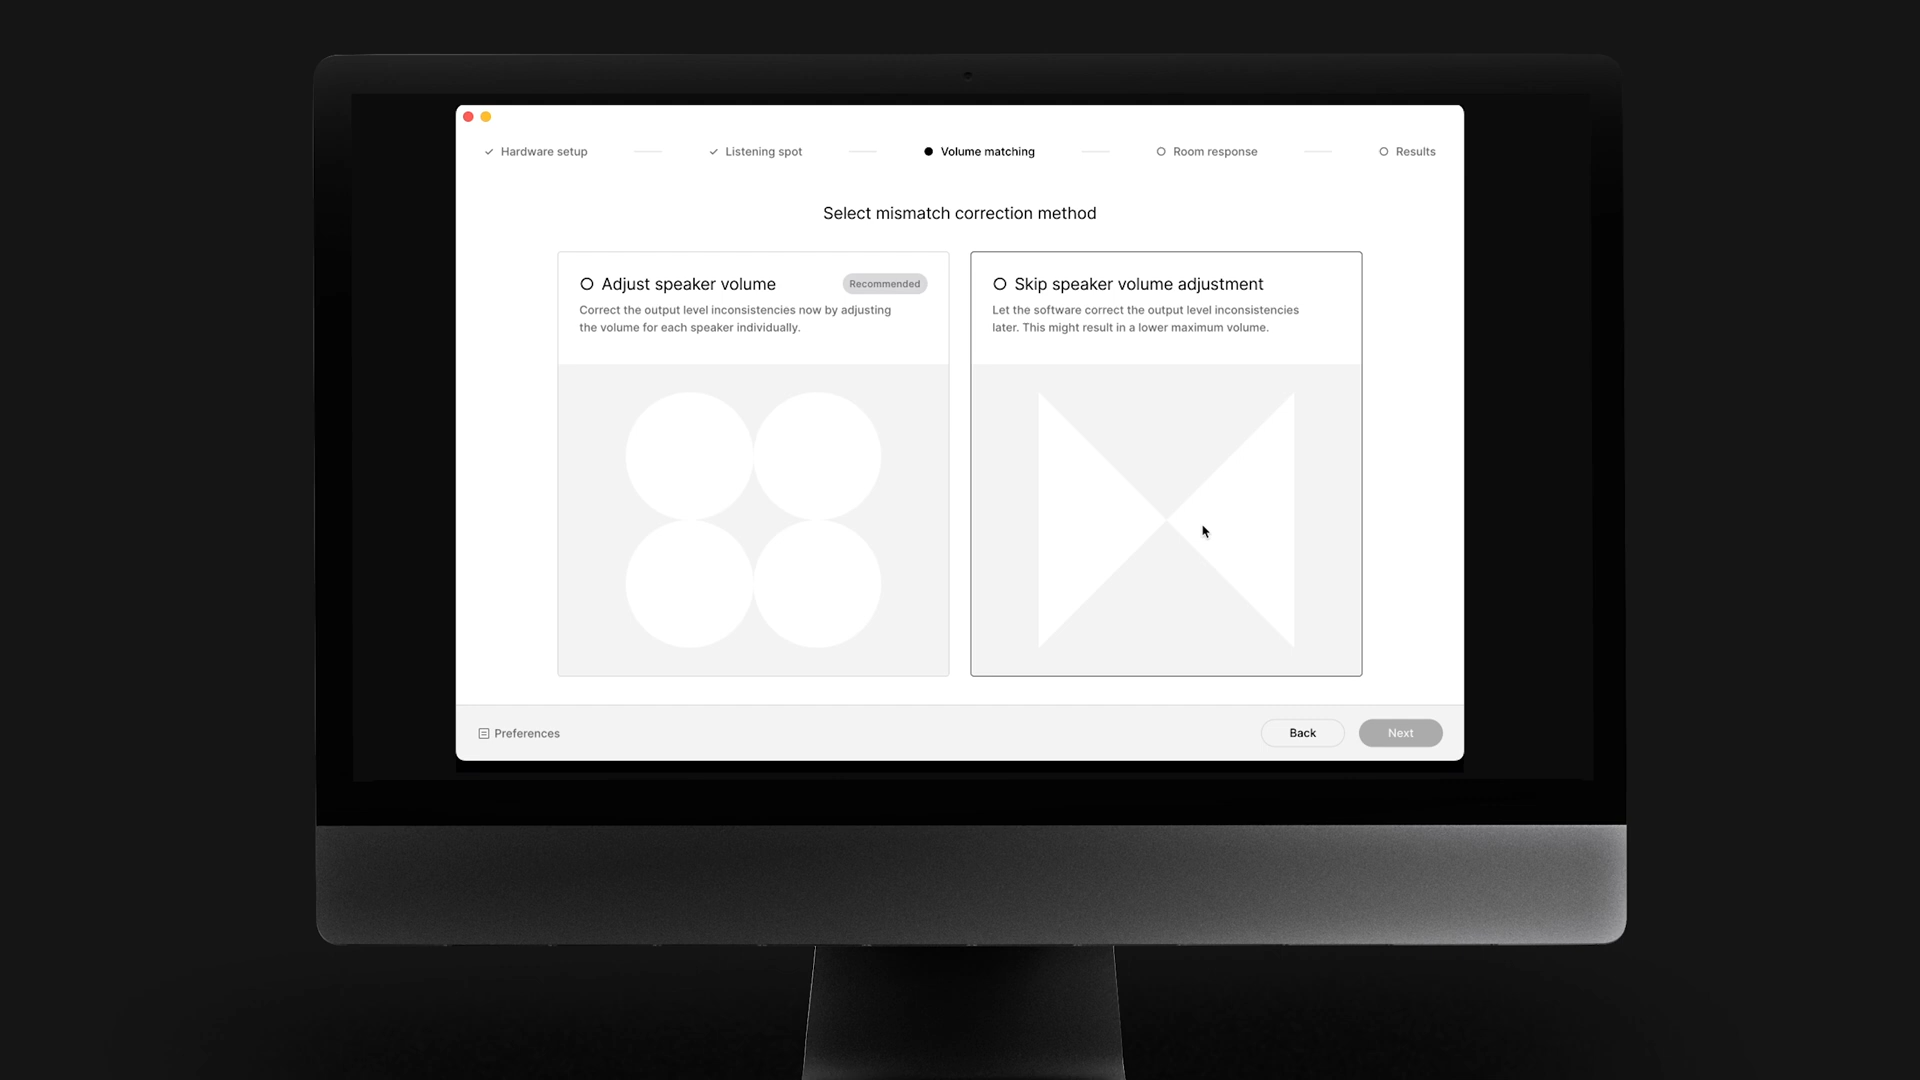 Hardware setup
Listening spot
Volume matching
Room response
Results
Select mismatch correction method
Adjust speaker volume
Recommended
Correct the output level inconsistencies now by adjusting
the volume for each speaker individually.
Skip speaker volume adjustment
Let the software correct the output level inconsistencies
later. This might result in a lower maximum volume.
Preferences
Back
Next